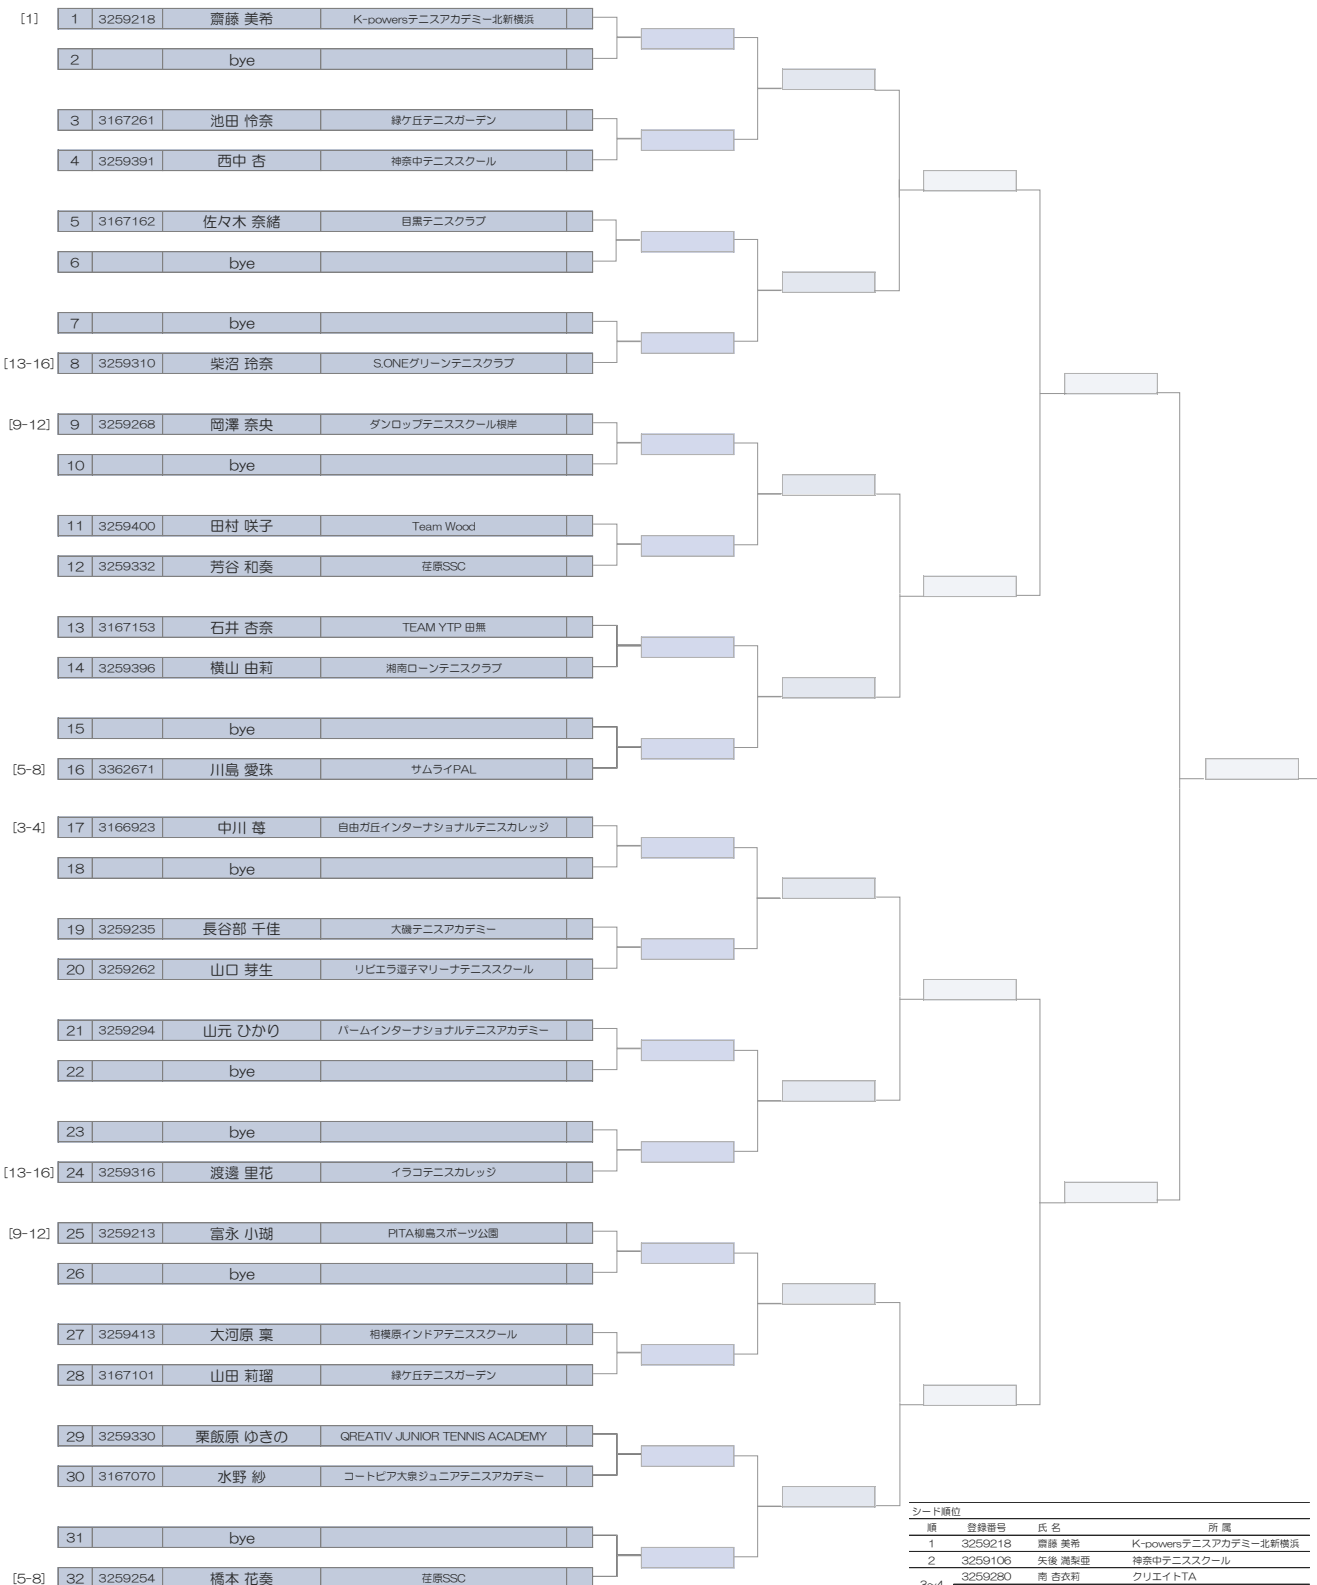 [1] 1 3259218 齋藤 美希 K-powersテニスアカデミー北新横浜
2 bye
3 3167261 池田 怜奈 緑ケ丘テニスガーデン
4 3259391 西中 杏 神奈中テニススクール
5 3167162 佐々木 奈緒 目黒テニスクラブ
6 bye
7 bye
[13-16] 8 3259310 柴沼 玲奈 S.ONEグリーンテニスクラブ
[9-12] 9 3259268 岡澤 奈央 ダンロップテニススクール根岸
10 bye
11 3259400 田村 咲子 Team Wood
12 3259332 芳谷 和奏 荏原SSC
13 3167153 石井 杏奈 TEAM YTP 田無
14 3259396 横山 由莉 湘南ローンテニスクラブ
15 bye
[5-8] 16 3362671 川島 愛珠 サムライPAL
[3-4] 17 3166923 中川 苺 自由ガ丘インターナショナルテニスカレッジ
18 bye
19 3259235 長谷部 千佳 大磯テニスアカデミー
20 3259262 山口 芽生 リビエラ逗子マリーナテニススクール
21 3259294 山元 ひかり パームインターナショナルテニスアカデミー
22 bye
23 bye
[13-16] 24 3259316 渡邊 里花 イラコテニスカレッジ
[9-12] 25 3259213 富永 小瑚 PITA柳島スポーツ公園
26 bye
27 3259413 大河原 稟 相模原インドアテニススクール
28 3167101 山田 莉瑠 緑ケ丘テニスガーデン
29 3259330 栗飯原 ゆきの QREATIV JUNIOR TENNIS ACADEMY
30 3167070 水野 紗 コートピア大泉ジュニアテニスアカデミー
31 bye
[5-8] 32 3259254 橋本 花奏 荏原SSC
シード順位
順 登録番号 氏 名 所 属
1 3259218 齋藤 美希 K-powersテニスアカデミー北新横浜
2 3259106 矢後 満梨亜 神奈中テニススクール
3~4 3259280 南 杏衣莉 クリエイトTA